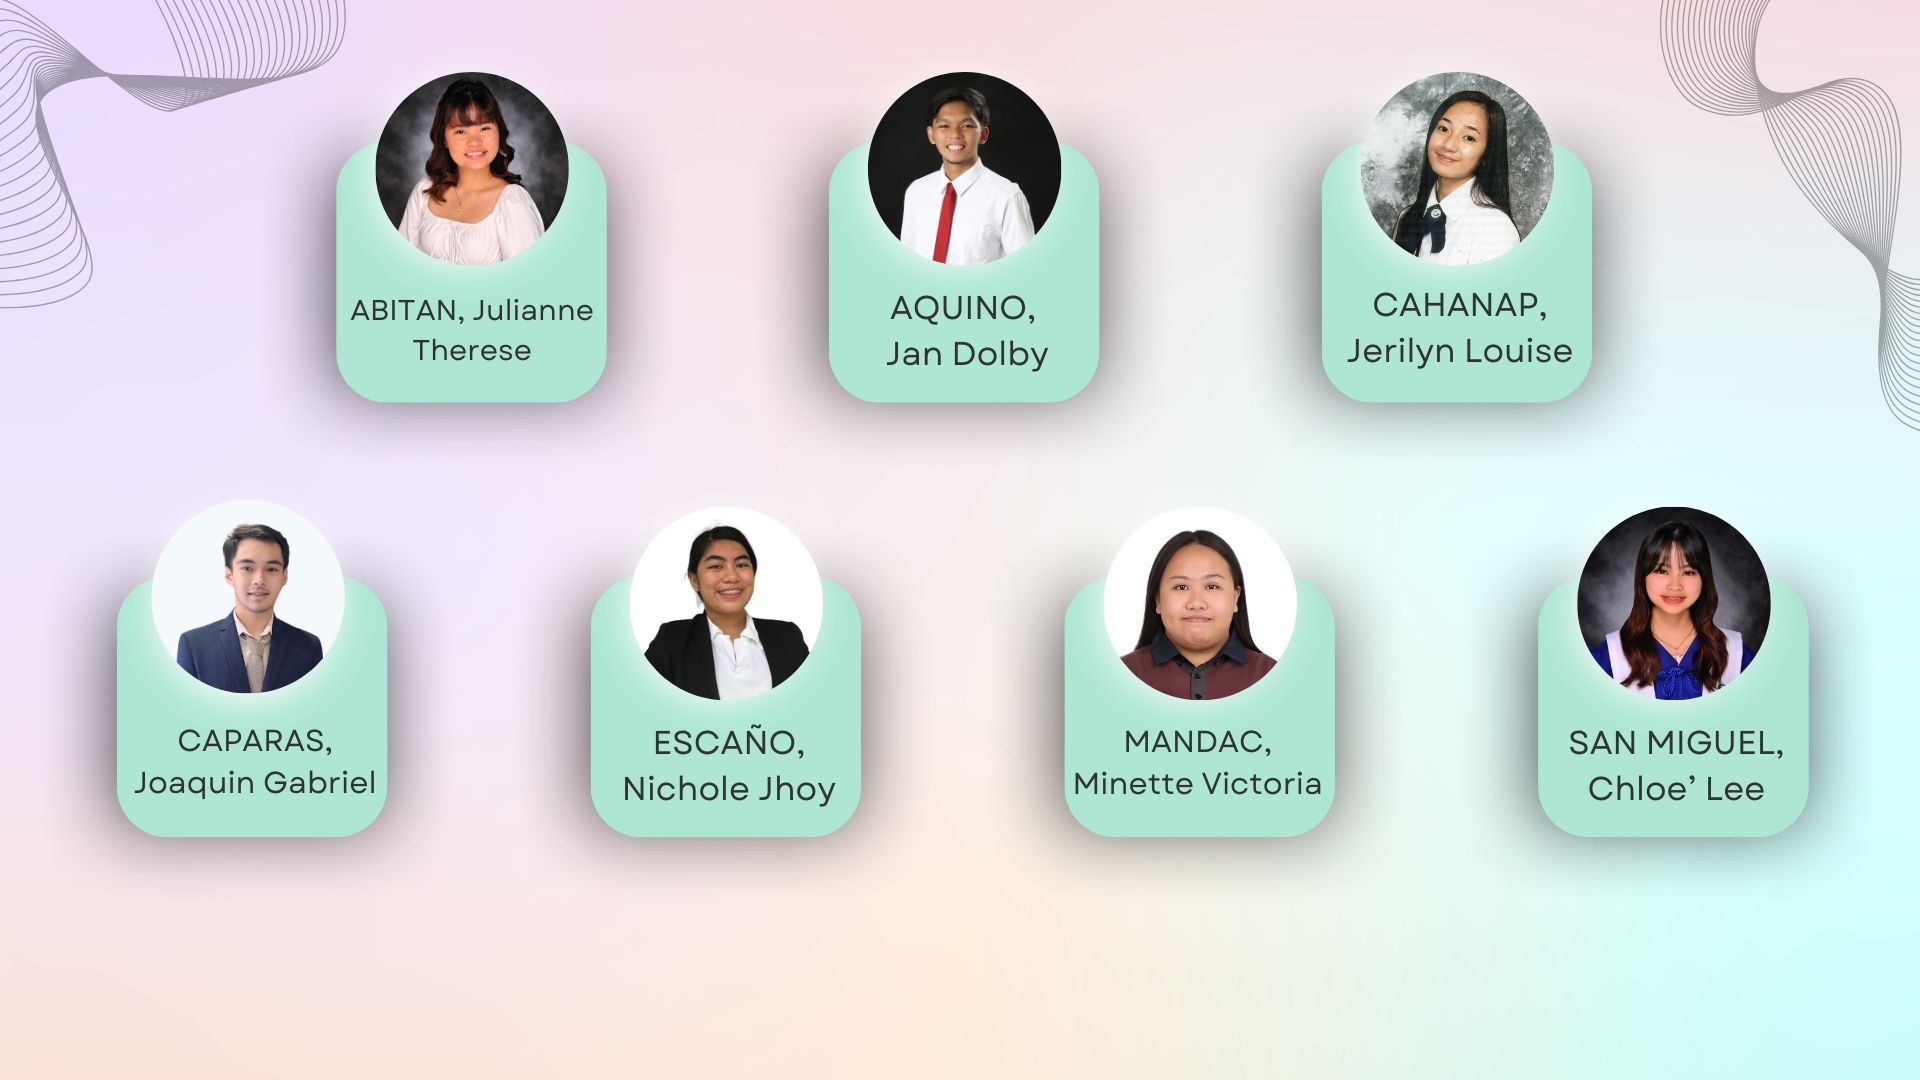 ABITAN, Julianne
Therese
AQUINO,
Jan Dolby
CAHANAP,
Jerilyn Louise
CAPARAS,
Joaquin Gabriel
ESCAÑO,
Nichole Jhoy
MANDAC,
Minette Victoria
SAN MIGUEL,
Chloe’ Lee